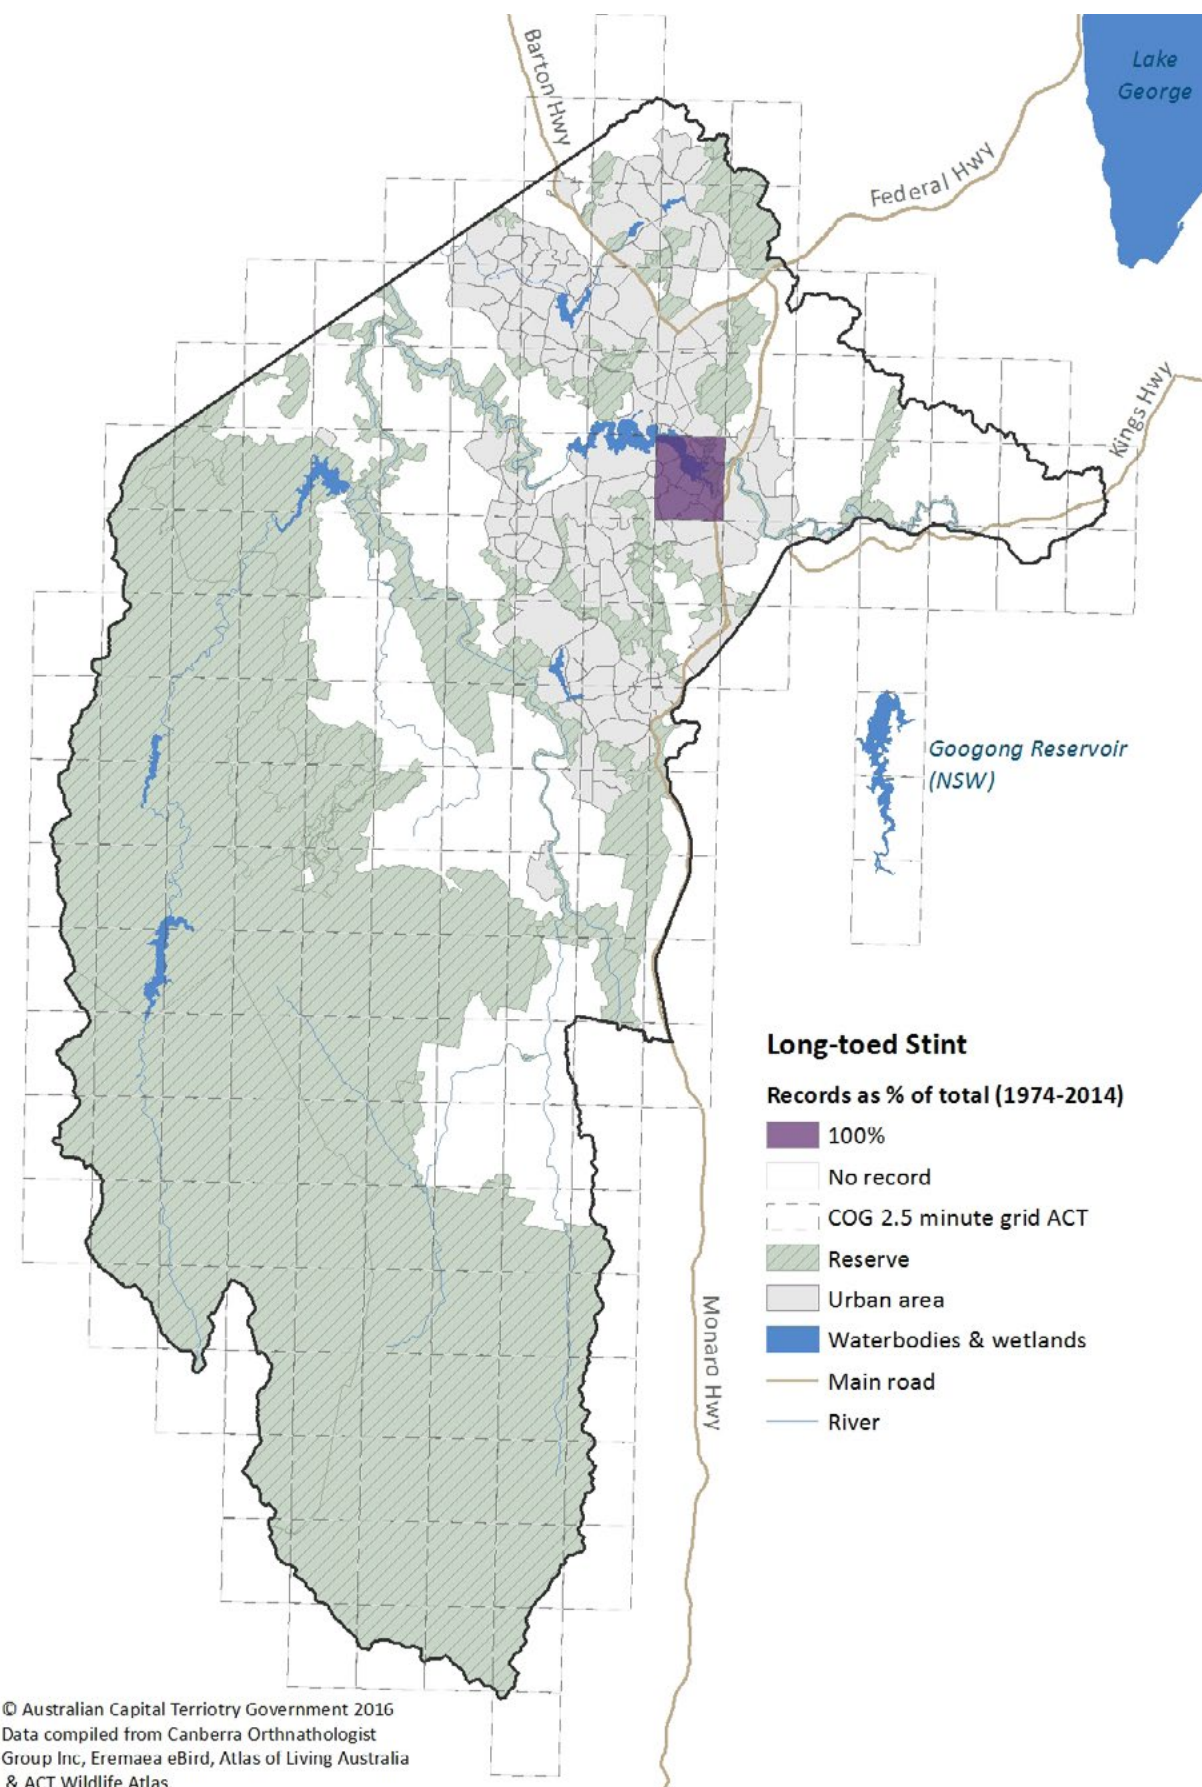 Barton Hwy
Lake
George
Federal Hwy
Kings Hwy
Googong Reservoir
(NSW)
Long-toed Stint
Records as % of total (1974-2014)
100%
No record
COG 2.5 minute grid ACT
Reserve
Urban area
Waterbodies & wetlands
Main road
River
Monaro Hwy
© Australian Capital Terriotry Government 2016
Data compiled from Canberra Orthnathologist
Group Inc, Eremaea eBird, Atlas of Living Australia
& ACT Wildlife Atlas